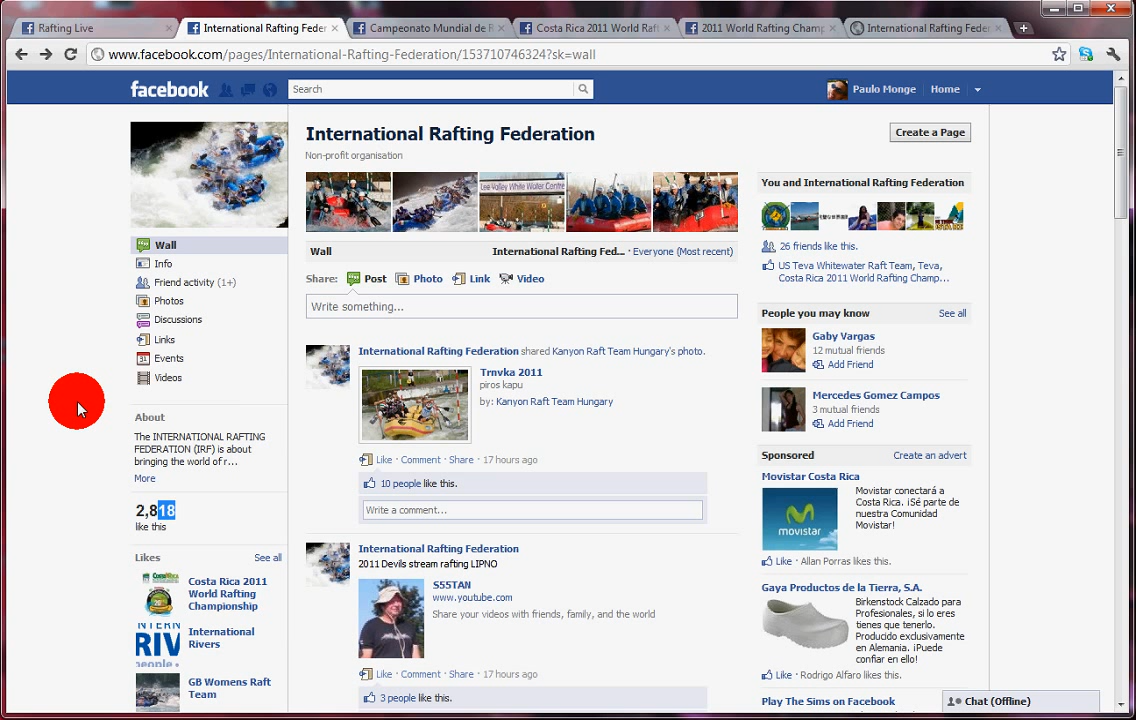 Rafting Live
International Rafting Feder
Campeonato Mundial de R
Costa Rica 2011 World Raft
2011 World Rafting Champ
International Rafting Feder
www.facebook.com/pages/International-Rafting-Federation/153710746324?sk=wall
facebook
Search
Paulo Monge
Home
International Rafting Federation
Non-profit organisation
Create a Page
Wall
Info
Friend activity (1+)
Photos
Discussions
Links
Events
Videos
About
The INTERNATIONAL RAFTING
FEDERATION (IRF) is about
bringing the world of r...
More
2,818
like this
Likes
See all
Costa Rica 2011
World Rafting
Championship
International
Rivers
GB Womens Raft
Team
Lee Valley White Water Centre
Wall
International Rafting Fed... · Everyone (Most recent)
Share:
Post
Photo
Link
Video
Write something...
International Rafting Federation shared Kanyon Raft Team Hungary's photo.
Trnvka 2011
piros kapu
by: Kanyon Raft Team Hungary
Like · Comment · Share · 17 hours ago
10 people like this.
Write a comment...
International Rafting Federation
2011 Devils stream rafting LIPNO
S55TAN
www.youtube.com
Share your videos with friends, family, and the world
Like · Comment · Share · 17 hours ago
3 people like this.
You and International Rafting Federation
26 friends like this.
US Teva Whitewater Raft Team, Teva,
Costa Rica 2011 World Rafting Champ...
People you may know
See all
Gaby Vargas
12 mutual friends
Add Friend
Mercedes Gomez Campos
3 mutual friends
Add Friend
Sponsored
Create an advert
Movistar Costa Rica
movistar
Movistar conectará a
Costa Rica. ¡Sé parte de
nuestra Comunidad
Movistar!
Like · Allan Porras likes this.
Gaya Productos de la Tierra, S.A.
Birkenstock Calzado para
Profesionales, si lo eres
tienes que tenerlo.
Producido exclusivamente
en Alemania. ¡Puede
confiar en ello!
Like · Rodrigo Alfaro likes this.
Play The Sims on Facebook
Chat (Offline)